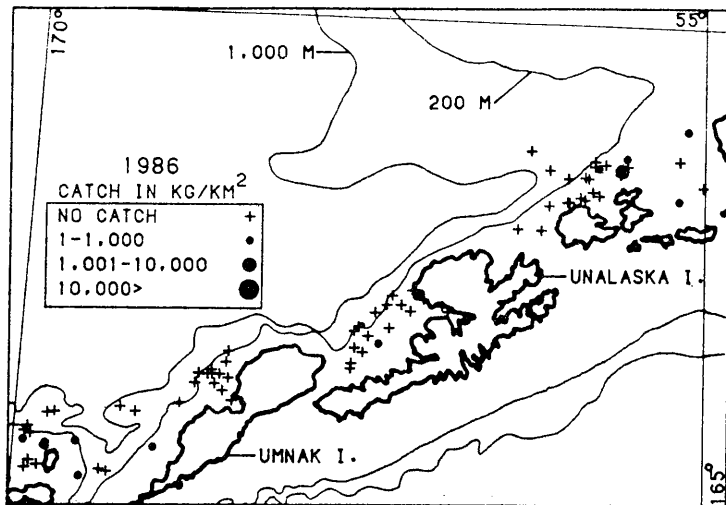 170°
55°
1,000 M
200 M
1986
CATCH IN KG/KM2
NO CATCH +
1-1,000 •
1,001-10,000 ●
10,000> ●
UNALASKA I.
UMNAK I.
165°